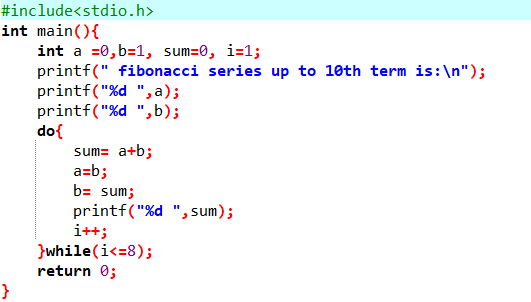 #include<stdio.h>
int main(){
    int a =0,b=1, sum=0, i=1;
    printf(" fibonacci series up to 10th term is:\n");
    printf("%d ",a);
    printf("%d ",b);
    do{
        sum= a+b;
        a=b;
        b= sum;
        printf("%d ",sum);
        i++;
    }while(i<=8);
    return 0;
}